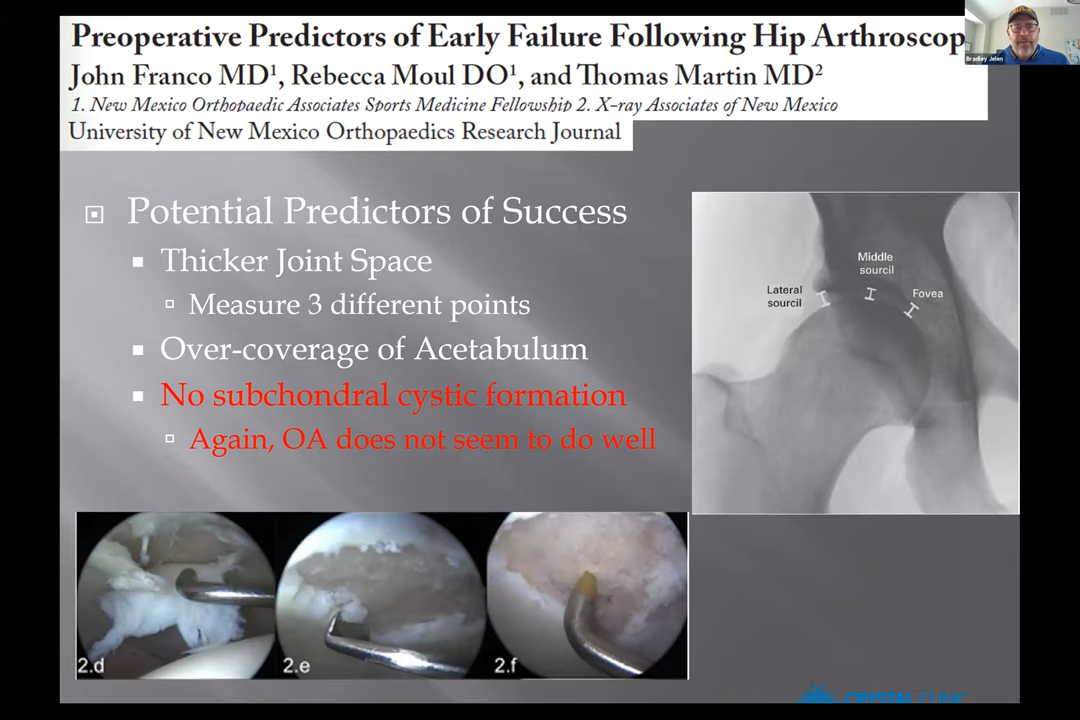 Preoperative Predictors of Early Failure Following Hip Arthroscop
John Franco MD¹, Rebecca Moul DO¹, and Thomas Martin MD²
1. New Mexico Orthopaedic Associates Sports Medicine Fellowship 2. X-ray Associates of New Mexico
University of New Mexico Orthopaedics Research Journal
Bradley Jelen
Potential Predictors of Success
Thicker Joint Space
Measure 3 different points
Over-coverage of Acetabulum
No subchondral cystic formation
Again, OA does not seem to do well
Middle
sourcil
Lateral
sourcil
Fovea
2.d
2.e
2.f
CRYSTAL CLINIC